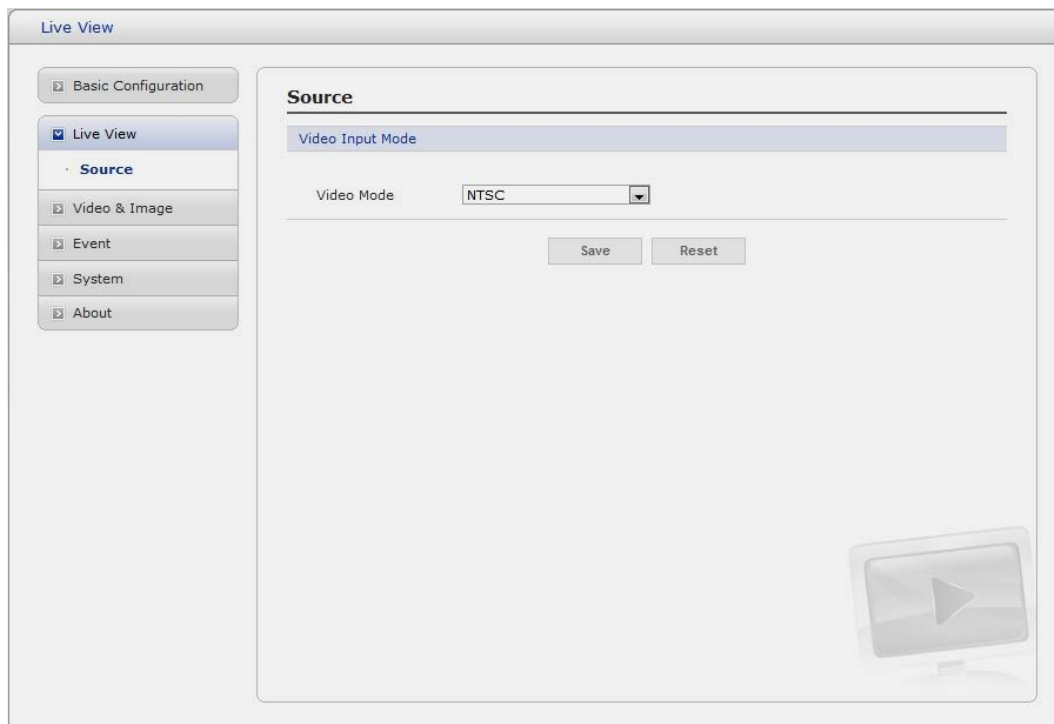 Live View
Basic Configuration
Live View
· Source
Video & Image
Event
System
About
Source
Video Input Mode
Video Mode NTSC
Save Reset